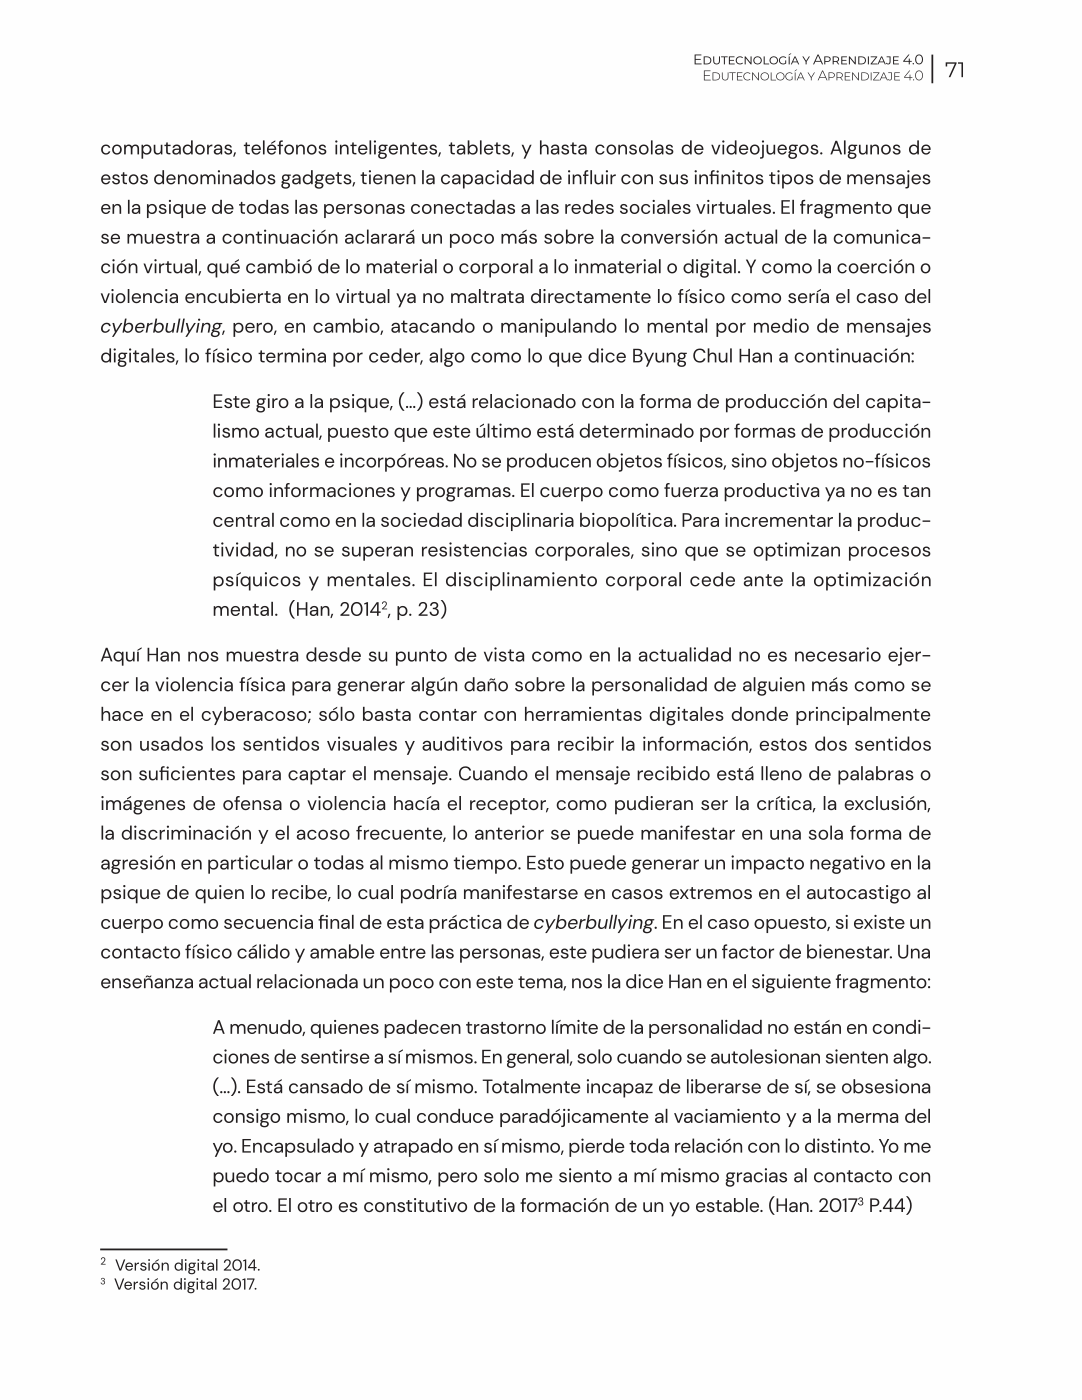 Edutecnología y Aprendizaje 4.0
Edutecnología y Aprendizaje 4.0
71
computadoras, teléfonos inteligentes, tablets, y hasta consolas de videojuegos. Algunos de
estos denominados gadgets, tienen la capacidad de influir con sus infinitos tipos de mensajes
en la psique de todas las personas conectadas a las redes sociales virtuales. El fragmento que
se muestra a continuación aclarará un poco más sobre la conversión actual de la comunica-
ción virtual, qué cambió de lo material o corporal a lo inmaterial o digital. Y como la coerción o
violencia encubierta en lo virtual ya no maltrata directamente lo físico como sería el caso del
cyberbullying, pero, en cambio, atacando o manipulando lo mental por medio de mensajes
digitales, lo físico termina por ceder, algo como lo que dice Byung Chul Han a continuación:
Este giro a la psique, (...) está relacionado con la forma de producción del capita-
lismo actual, puesto que este último está determinado por formas de producción
inmateriales e incorpóreas. No se producen objetos físicos, sino objetos no-físicos
como informaciones y programas. El cuerpo como fuerza productiva ya no es tan
central como en la sociedad disciplinaria biopolítica. Para incrementar la produc-
tividad, no se superan resistencias corporales, sino que se optimizan procesos
psíquicos y mentales. El disciplinamiento corporal cede ante la optimización
mental. (Han, 2014², p. 23)
Aquí Han nos muestra desde su punto de vista como en la actualidad no es necesario ejer-
cer la violencia física para generar algún daño sobre la personalidad de alguien más como se
hace en el cyberacoso; sólo basta contar con herramientas digitales donde principalmente
son usados los sentidos visuales y auditivos para recibir la información, estos dos sentidos
son suficientes para captar el mensaje. Cuando el mensaje recibido está lleno de palabras o
imágenes de ofensa o violencia hacía el receptor, como pudieran ser la crítica, la exclusión,
la discriminación y el acoso frecuente, lo anterior se puede manifestar en una sola forma de
agresión en particular o todas al mismo tiempo. Esto puede generar un impacto negativo en la
psique de quien lo recibe, lo cual podría manifestarse en casos extremos en el autocastigo al
cuerpo como secuencia final de esta práctica de cyberbullying. En el caso opuesto, si existe un
contacto físico cálido y amable entre las personas, este pudiera ser un factor de bienestar. Una
enseñanza actual relacionada un poco con este tema, nos la dice Han en el siguiente fragmento:
A menudo, quienes padecen trastorno límite de la personalidad no están en condi-
ciones de sentirse a sí mismos. En general, solo cuando se autolesionan sienten algo.
(...). Está cansado de sí mismo. Totalmente incapaz de liberarse de sí, se obsesiona
consigo mismo, lo cual conduce paradójicamente al vaciamiento y a la merma del
yo. Encapsulado y atrapado en sí mismo, pierde toda relación con lo distinto. Yo me
puedo tocar a mí mismo, pero solo me siento a mí mismo gracias al contacto con
el otro. El otro es constitutivo de la formación de un yo estable. (Han. 2017³ P.44)
² Versión digital 2014.
³ Versión digital 2017.